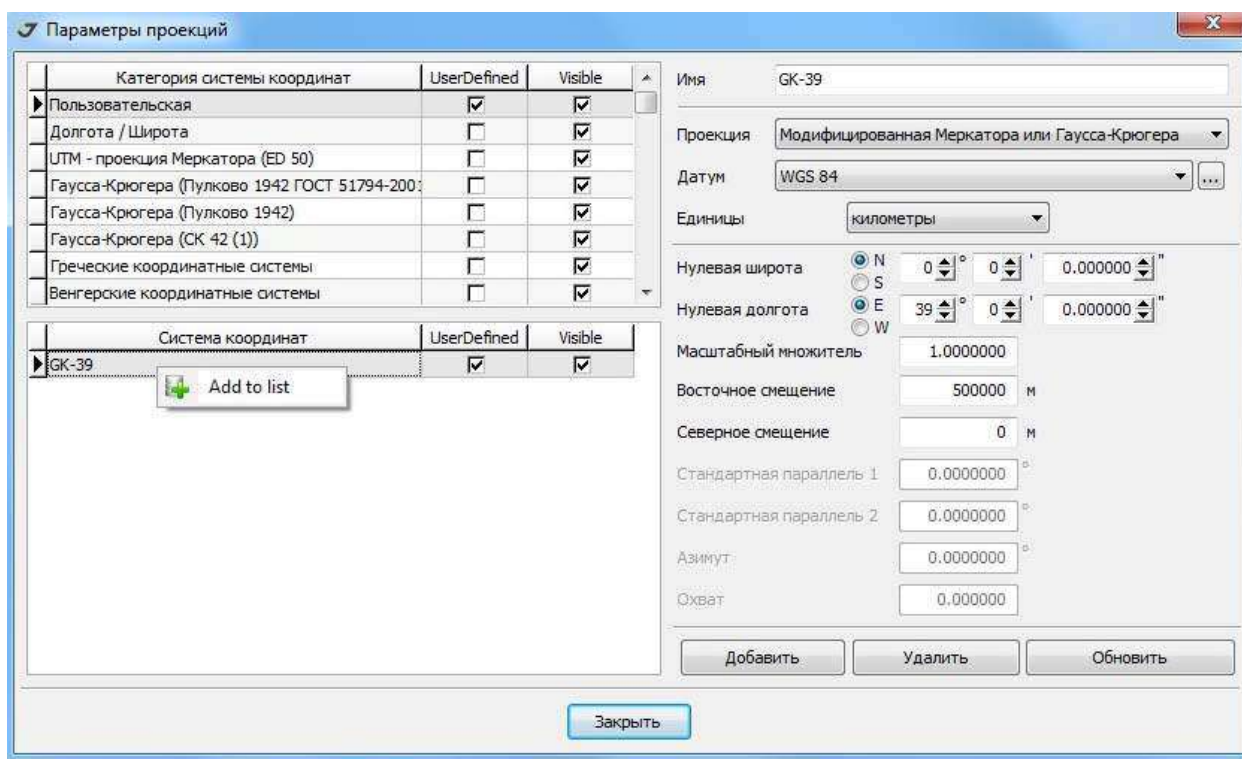 Параметры проекций
Категория системы координат UserDefined Visible
Пользовательская
Долгота / Широта
UTM - проекция Меркатора (ED 50)
Гаусса-Крюгера (Пулково 1942 ГОСТ 51794-2001
Гаусса-Крюгера (Пулково 1942)
Гаусса-Крюгера (СК 42 (1))
Греческие координатные системы
Венгерские координатные системы
Система координат UserDefined Visible
GK-39
Add to list
Имя GK-39
Проекция Модифицированная Меркатора или Гаусса-Крюгера
Датум WGS 84 ...
Единицы километры
Нулевая широта N S 0 ° 0 ' 0.000000 "
Нулевая долгота E W 39 ° 0 ' 0.000000 "
Масштабный множитель 1.0000000
Восточное смещение 500000 м
Северное смещение 0 м
Стандартная параллель 1 0.0000000 °
Стандартная параллель 2 0.0000000 °
Азимут 0.0000000 °
Охват 0.000000
Добавить Удалить Обновить
Закрыть